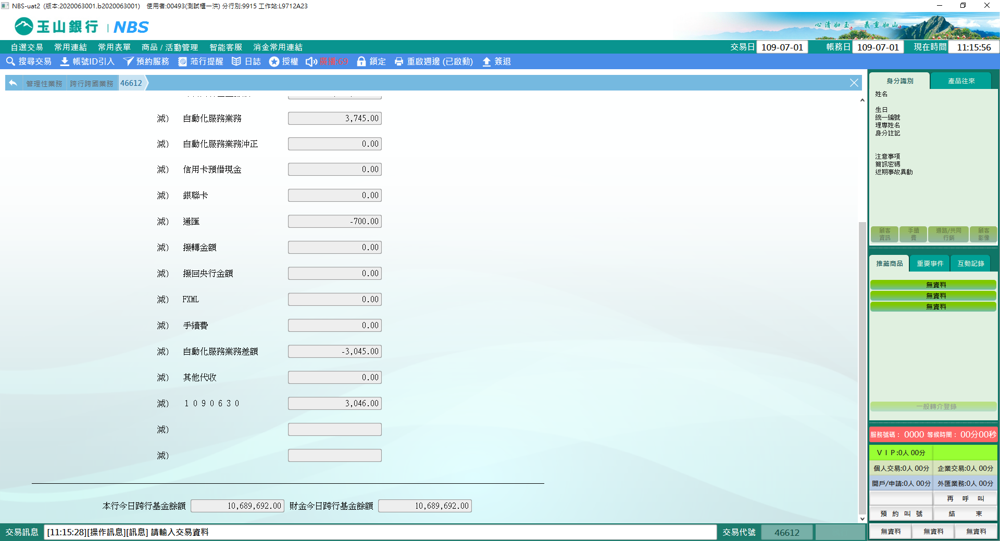 NBS-uat2 (版本:2020063001.b2020063001) 使用者:00493(測試櫃一洪) 分行別:9915 工作站:L9712A23
玉山銀行 NBS
心清如玉。 義重如山。
自選交易 常用連結 常用表單 商品 / 活動管理 智能客服 消金常用連結 交易日 109-07-01 帳務日 109-07-01 現在時間 11:15:56
搜尋交易 帳號ID引入 預約服務 蒞行提醒 日誌 授權 :69 鎖定 重啟週邊 (已啟動) 簽退
管理性業務 跨行跨國業務 46612
減) 自動化服務業務 3,745.00
減) 自動化服務業務沖正 0.00
減) 信用卡預借現金 0.00
減) 銀聯卡 0.00
減) 通匯 -700.00
減) 撥轉金額 0.00
減) 撥回央行金額 0.00
減) FXML 0.00
減) 手續費 0.00
減) 自動化服務業務差額 -3,045.00
減) 其他代收 0.00
減) 1090630 3,046.00
減)
減)
本行今日跨行基金餘額 10,689,692.00 財金今日跨行基金餘額 10,689,692.00
交易訊息 [11:15:28][操作訊息][訊息] 請輸入交易資料 交易代號 46612
身分識別 產品往來
姓名
生日
統一編號
理專姓名
身分註記
注意事項
簡訊密碼
近期事故異動
顧客資訊 手續費 通路/共同行銷 顧客影像
推薦商品 重要事件 互動記錄
無資料
無資料
無資料
一般轉介登錄
服務號碼： 0000 等候時間： 00分00秒
ＶＩＰ:0人 00分
個人交易:0人 00分 企業交易:0人 00分
開戶/申請:0人 00分 外匯業務:0人 00分
再 呼 叫
預 約 叫 號 結 束
無資料 無資料 無資料